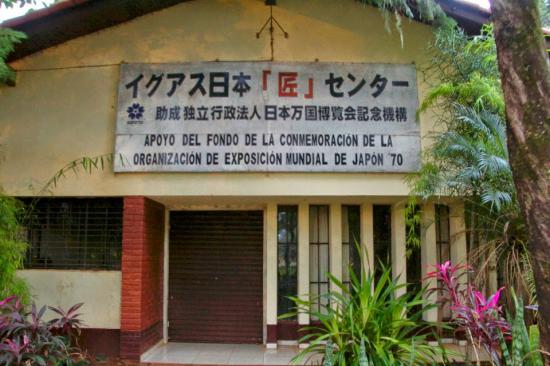 イグアス日本「匠」センター
助成 独立行政法人 日本万国博覧会記念機構
APOYO DEL FONDO DE LA CONMEMORACIÓN DE LA
ORGANIZACIÓN DE EXPOSICIÓN MUNDIAL DE JAPÓN '70